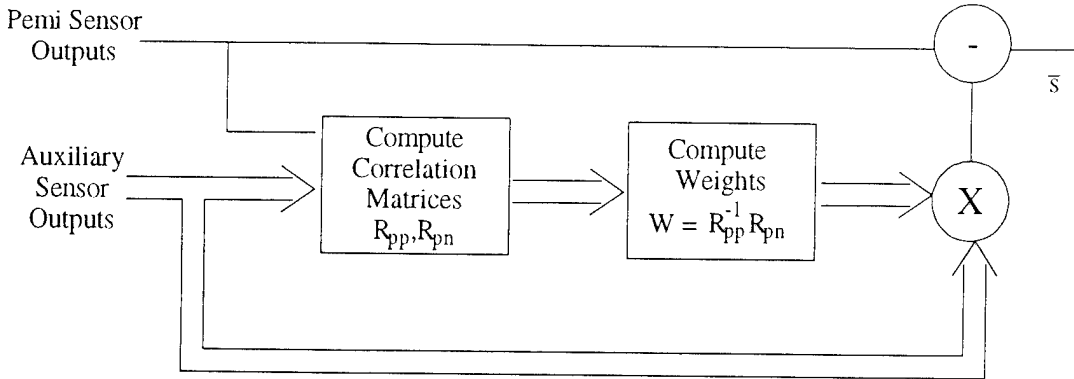 Pemi Sensor
Outputs
-
s̅
Auxiliary
Sensor
Outputs
Compute
Correlation
Matrices
R_pp,R_pn
Compute
Weights
W = R_pp^-1 R_pn
X